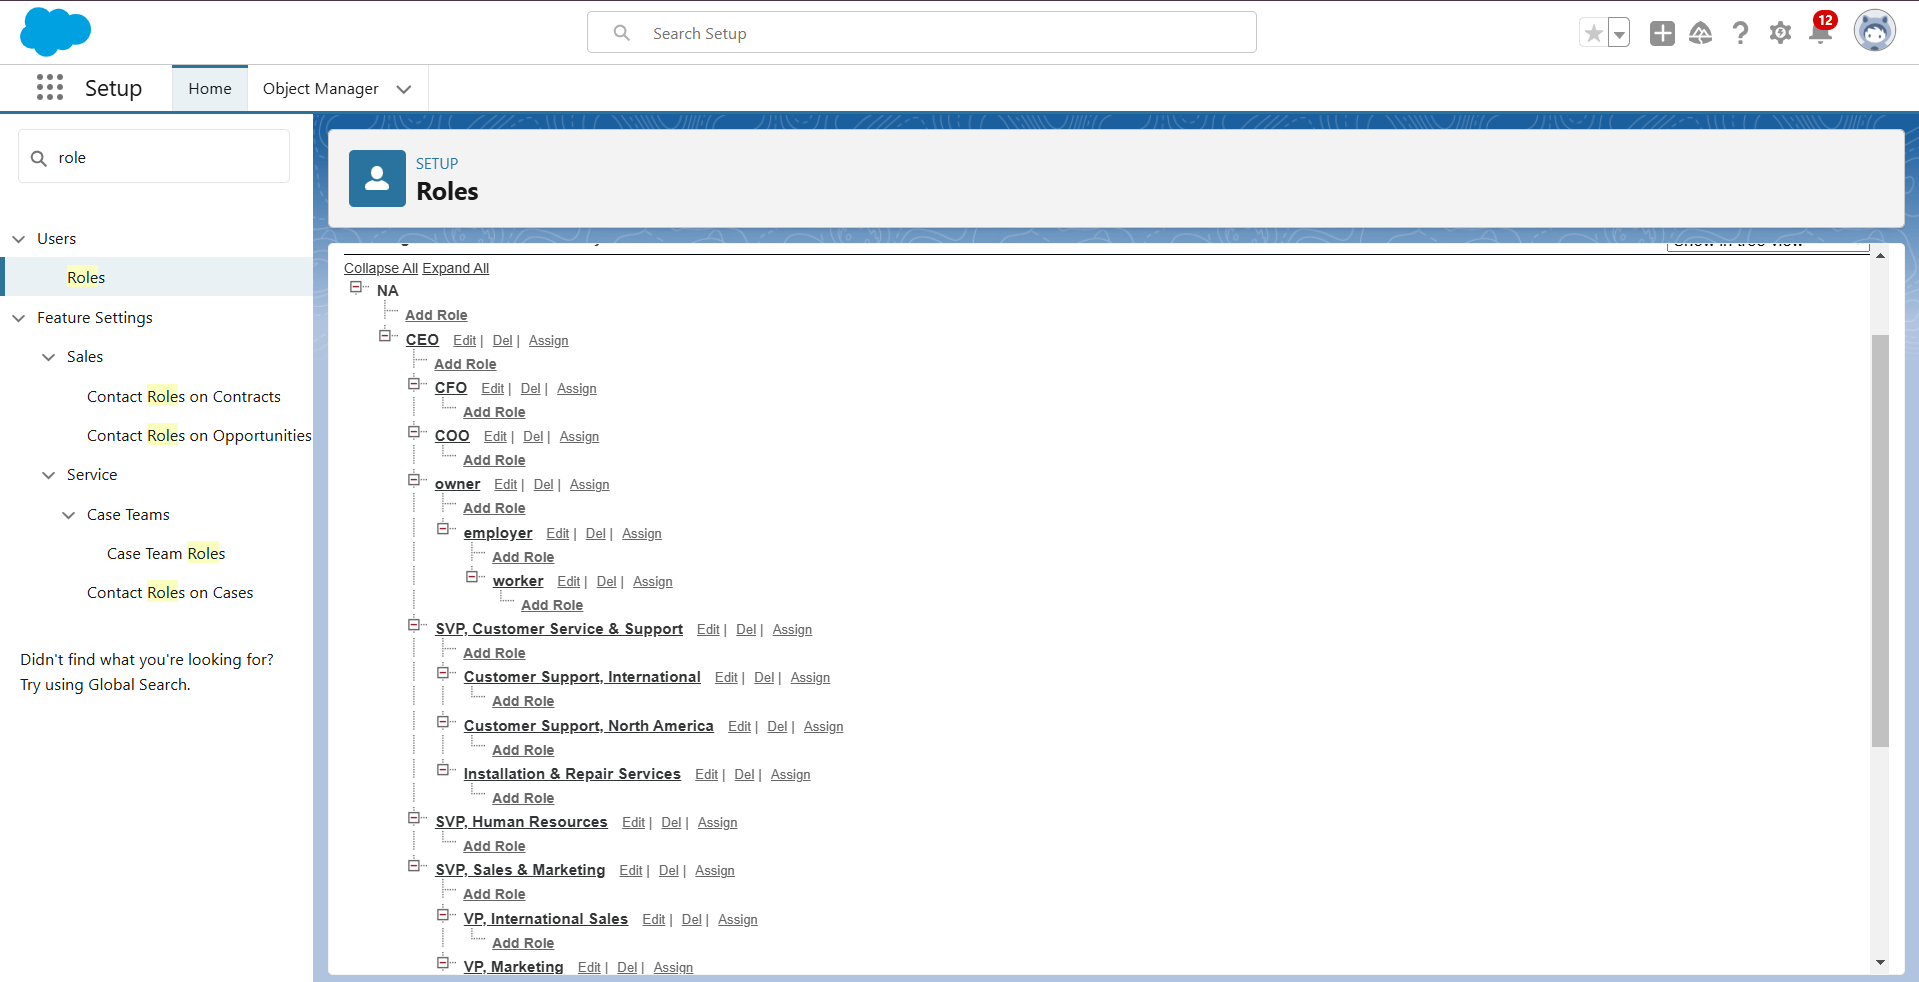 Search Setup
12
Setup
Home
Object Manager
role
Users
Roles
Feature Settings
Sales
Contact Roles on Contracts
Contact Roles on Opportunities
Service
Case Teams
Case Team Roles
Contact Roles on Cases
Didn't find what you're looking for?
Try using Global Search.
SETUP
Roles
Show in tree view
Collapse All Expand All
NA
Add Role
CEO Edit | Del | Assign
Add Role
CFO Edit | Del | Assign
Add Role
COO Edit | Del | Assign
Add Role
owner Edit | Del | Assign
Add Role
employer Edit | Del | Assign
Add Role
worker Edit | Del | Assign
Add Role
SVP, Customer Service & Support Edit | Del | Assign
Add Role
Customer Support, International Edit | Del | Assign
Add Role
Customer Support, North America Edit | Del | Assign
Add Role
Installation & Repair Services Edit | Del | Assign
Add Role
SVP, Human Resources Edit | Del | Assign
Add Role
SVP, Sales & Marketing Edit | Del | Assign
Add Role
VP, International Sales Edit | Del | Assign
Add Role
VP, Marketing Edit | Del | Assign